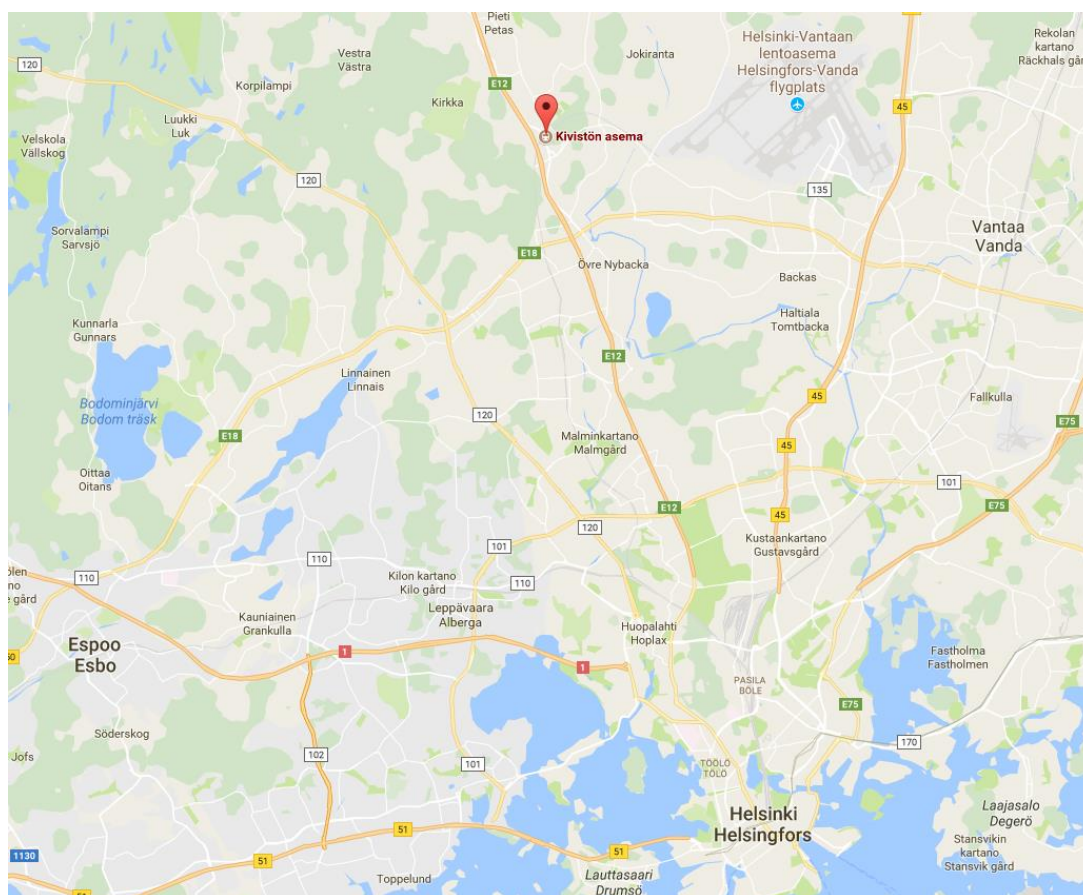 Pieti
Petas
Jokiranta
Helsinki-Vantaan
lentoasema
Helsingfors-Vanda
flygplats
Rekolan
kartano
Räckhals
Vestra
Västra
120
Korpilampi
E12
Kirkka
45
Luukki
Luk
Kivistön asema
Velskola
Vällskog
120
120
135
Sorvalampi
Sarvsjö
Vantaa
Vanda
E18
Övre Nybacka
Backas
Kunnarla
Gunnars
Haltiala
Tomtbacka
E12
Linnainen
Linnais
Bodominjärvi
Bodom träsk
45
Fallkulla
120
E75
E18
Malminkartano
Malmgård
45
Oittaa
Oitans
101
E12
E75
45
120
Kustaankartano
Gustavsgård
101
110
110
110
Kilon kartano
Kilo gård
gård
Kauniainen
Grankulla
Leppävaara
Alberga
Huopalahti
Hoplax
Espoo
Esbo
1
1
Fastholma
Fastholmen
PASILA
BÖLE
E75
Söderskog
170
Jofs
102
101
TÖÖLÖ
TÖLÖ
Helsinki
Helsingfors
Laajasalo
Degerö
51
51
51
1130
Stansvikin
kartano
Stansvik gård
Toppelund
Lauttasaari
Drumsö
51